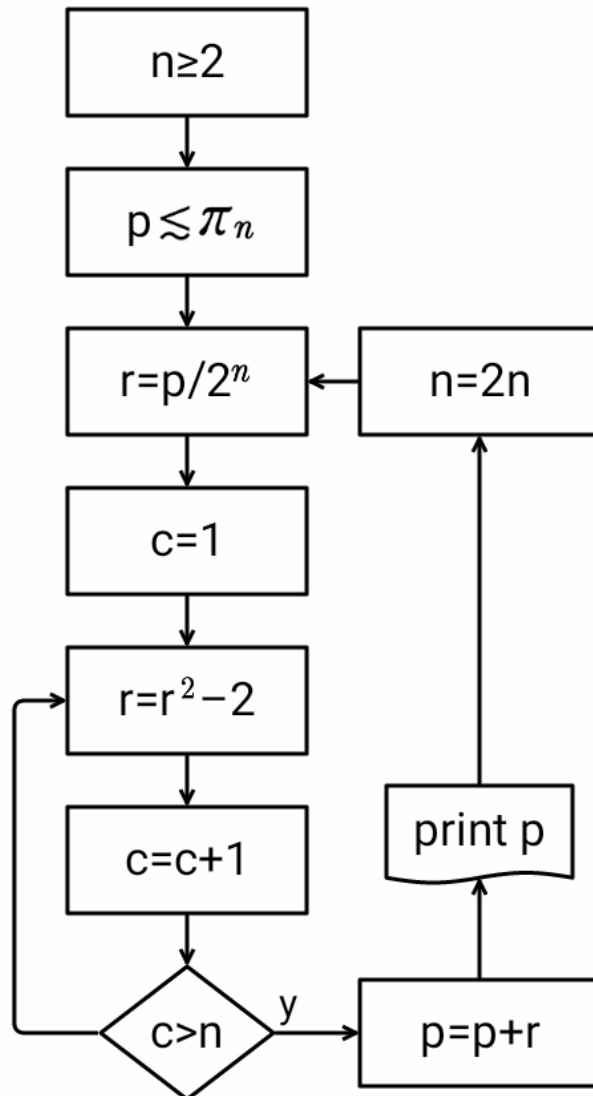 n≥2
p≲πₙ
r=p/2ⁿ
n=2n
c=1
r=r²−2
c=c+1
print p
c>n
y
p=p+r